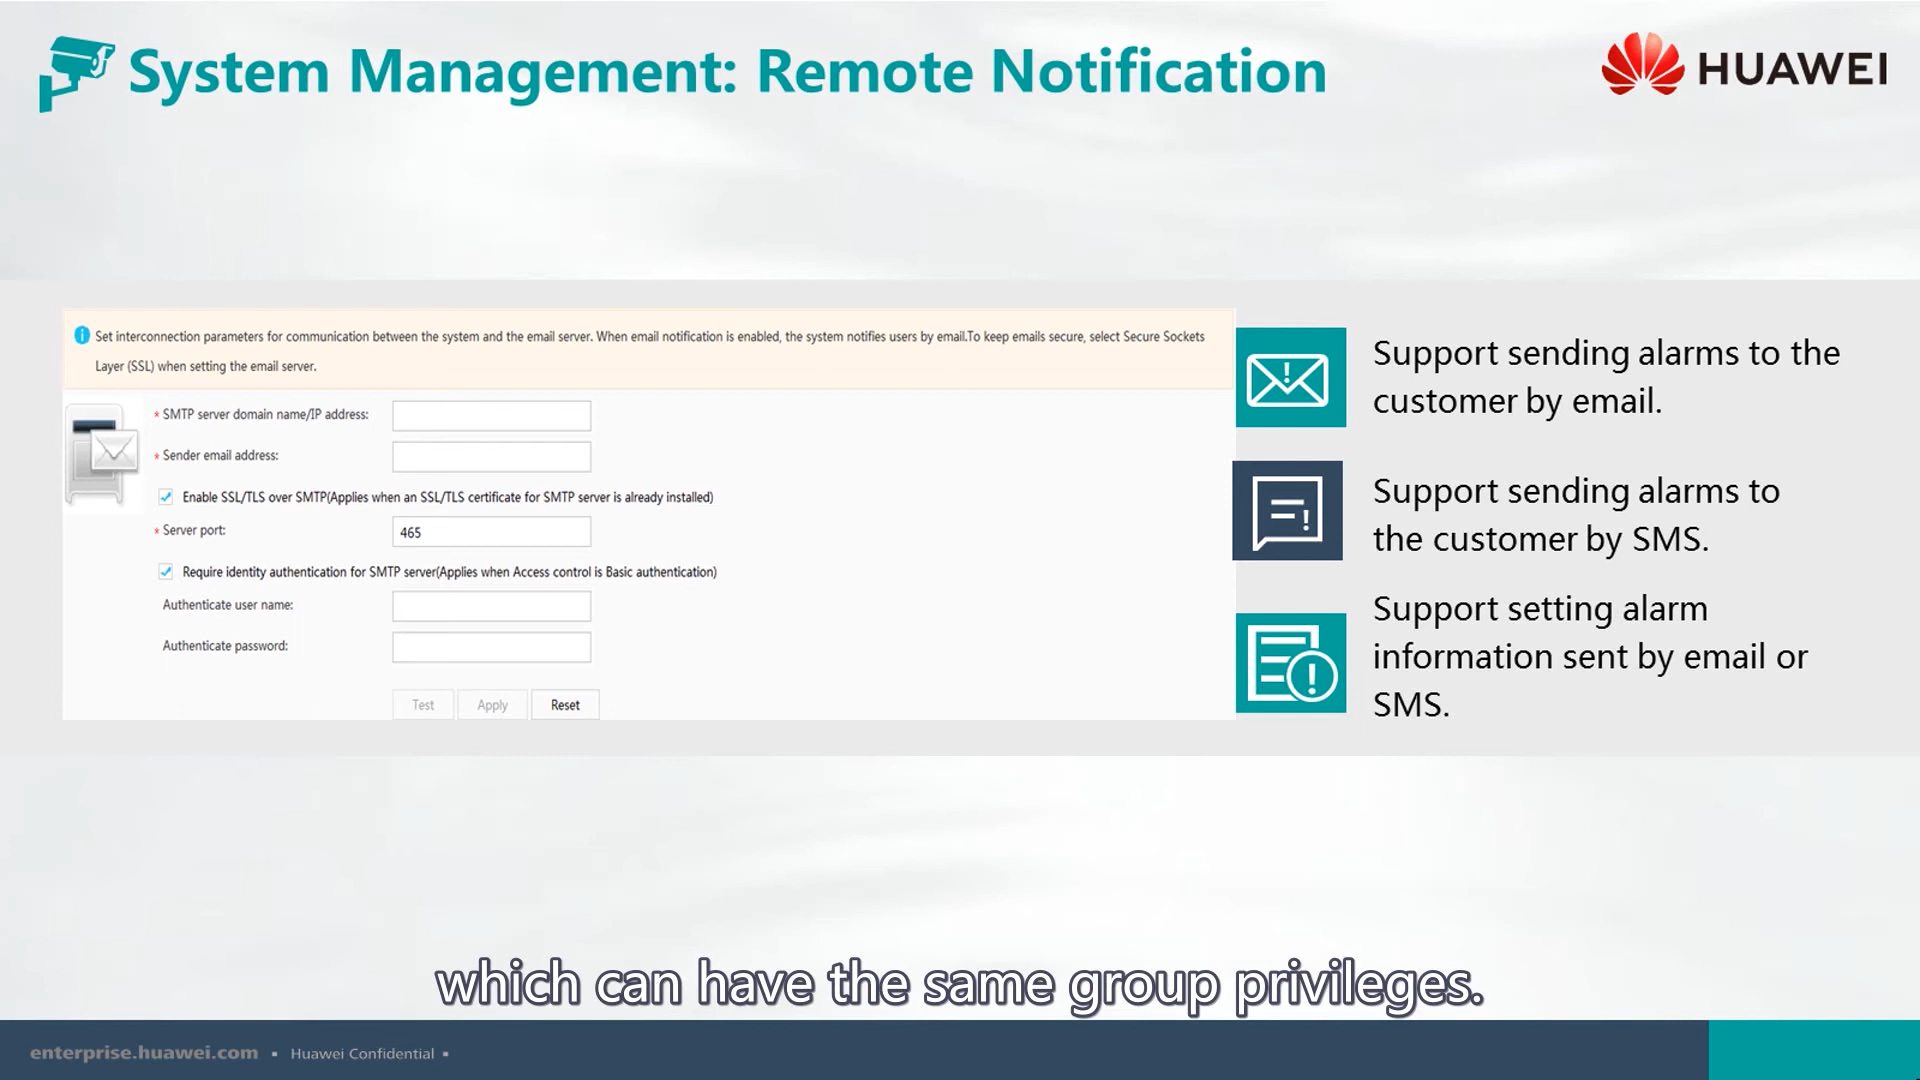 System Management: Remote Notification
HUAWEI
Set interconnection parameters for communication between the system and the email server. When email notification is enabled, the system notifies users by email.To keep emails secure, select Secure Sockets
Layer (SSL) when setting the email server.
* SMTP server domain name/IP address:
* Sender email address:
Enable SSL/TLS over SMTP(Applies when an SSL/TLS certificate for SMTP server is already installed)
* Server port:
465
Require identity authentication for SMTP server(Applies when Access control is Basic authentication)
Authenticate user name:
Authenticate password:
Test
Apply
Reset
Support sending alarms to the
customer by email.
Support sending alarms to
the customer by SMS.
Support setting alarm
information sent by email or
SMS.
which can have the same group privileges.
enterprise.huawei.com ▪ Huawei Confidential ▪